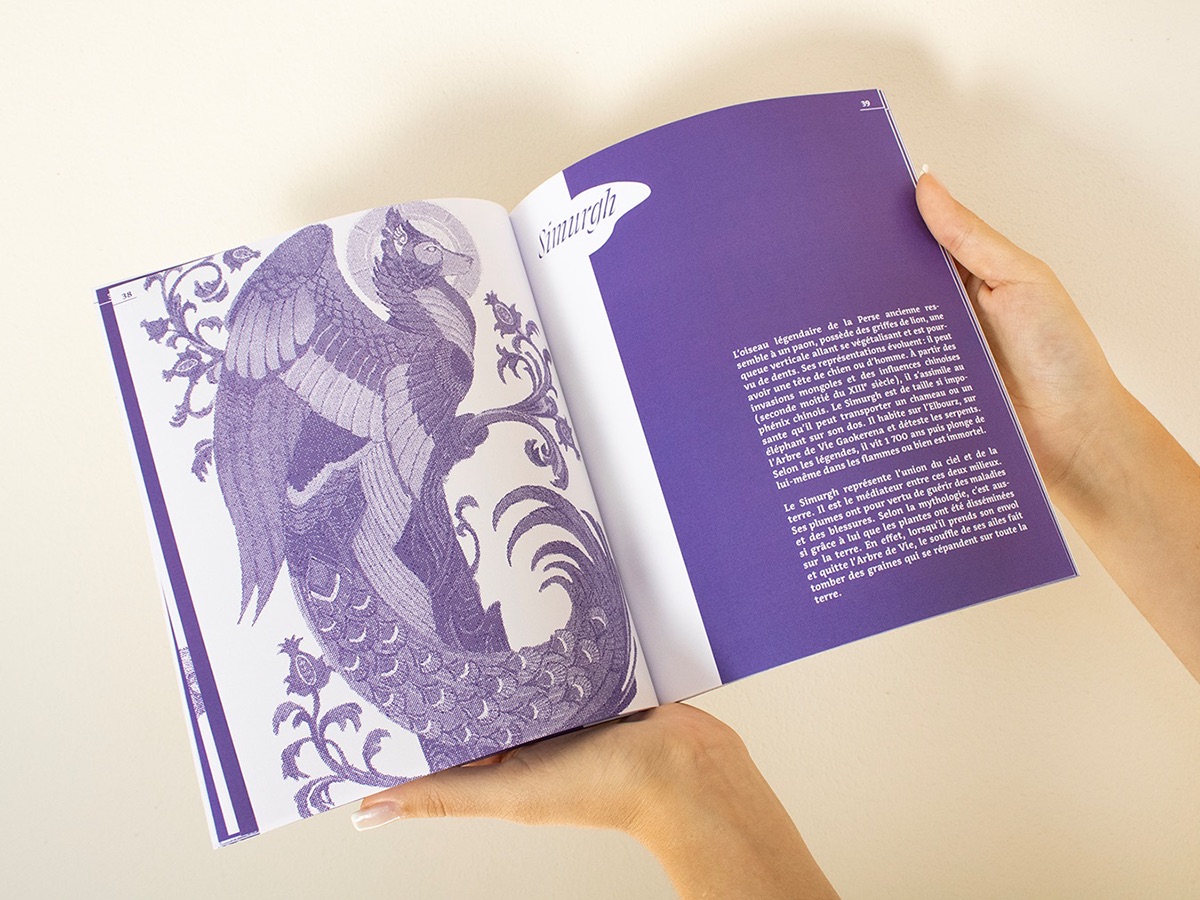 38
Simurgh
39
L'oiseau légendaire de la Perse ancienne res-
semble à un paon, possède des griffes de lion, une
queue verticale allant se végétalisant et est pour-
vu de dents. Ses représentations évoluent : il peut
avoir une tête de chien ou d'homme. À partir des
invasions mongoles et des influences chinoises
(seconde moitié du XIIIe siècle), il s'assimile au
phénix chinois. Le Simurgh est de taille si impo-
sante qu'il peut transporter un chameau ou un
éléphant sur son dos. Il habite sur l'Elbourz, sur
l'Arbre de Vie Gaokerena et déteste les serpents.
Selon les légendes, il vit 1 700 ans puis plonge de
lui-même dans les flammes ou bien est immortel.
Le Simurgh représente l'union du ciel et de la
terre. Il est le médiateur entre ces deux milieux.
Ses plumes ont pour vertu de guérir des maladies
et des blessures. Selon la mythologie, c'est aus-
si grâce à lui que les plantes ont été disséminées
sur la terre. En effet, lorsqu'il prends son envol
et quitte l'Arbre de Vie, le souffle de ses ailes fait
tomber des graines qui se répandent sur toute la
terre.